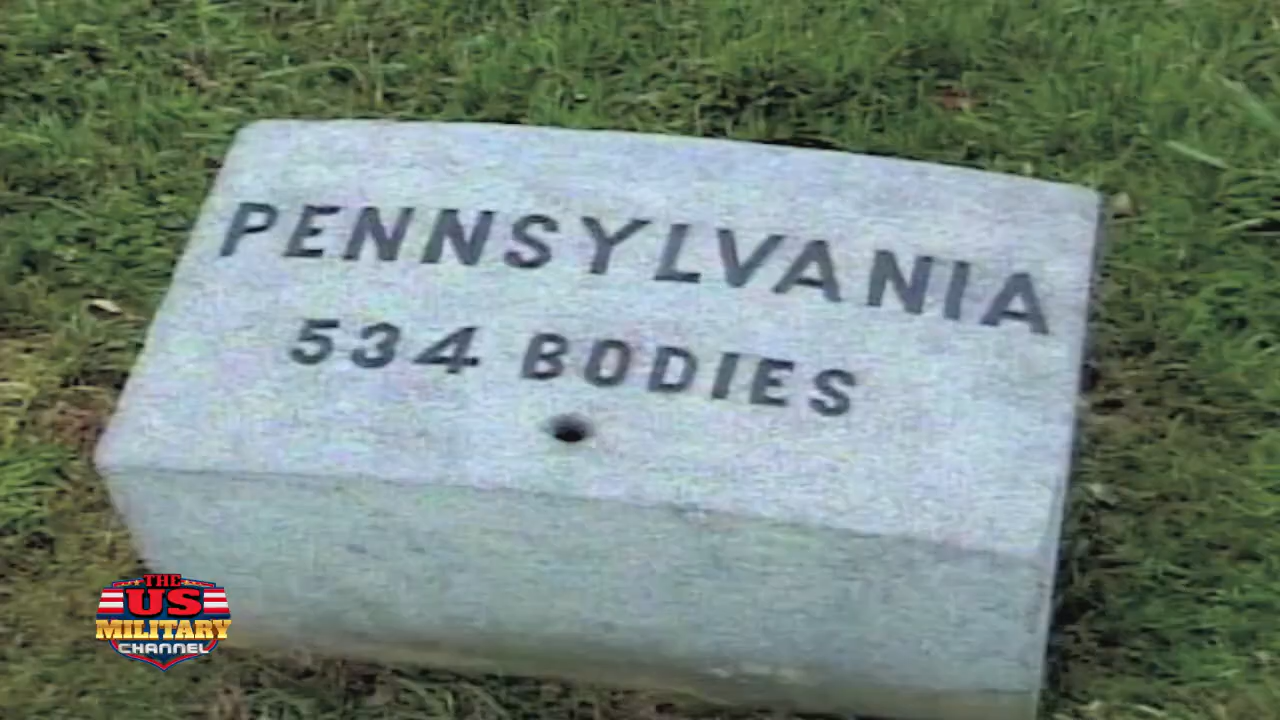 PENNSYLVANIA
534 BODIES
THE
US
MILITARY
CHANNEL